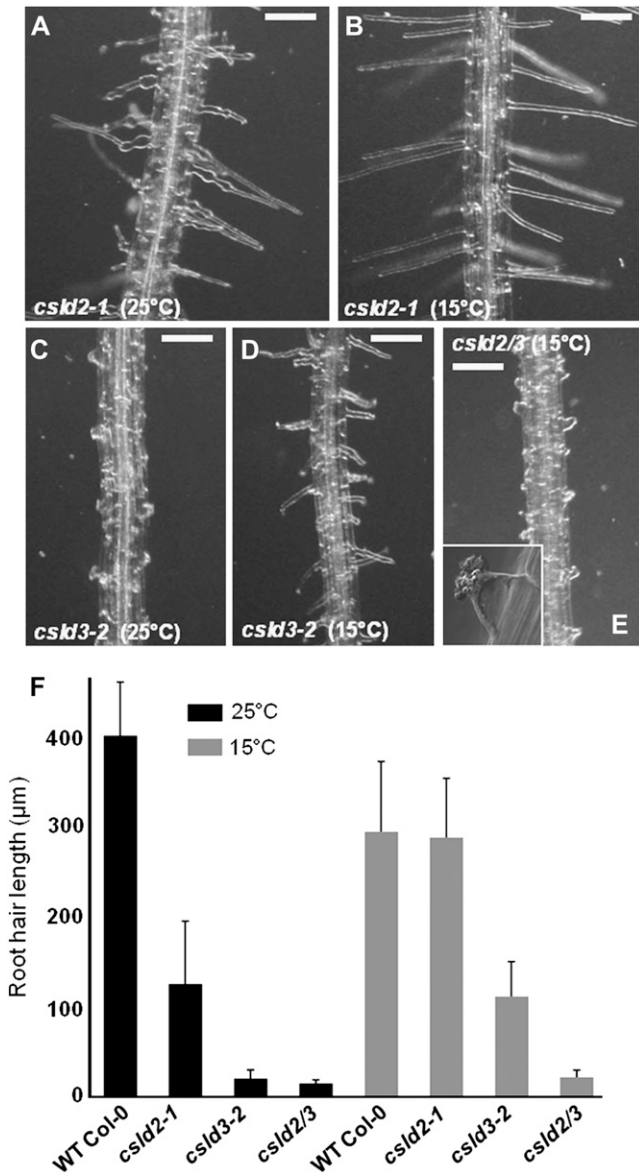 A
csld2-1 (25°C)
B
csld2-1 (15°C)
C
csld3-2 (25°C)
D
csld3-2 (15°C)
csld2/3 (15°C)
E
F
25°C
15°C
Root hair length (µm)
400
300
200
100
0
WT Col-0
csld2-1
csld3-2
csld2/3
WT Col-0
csld2-1
csld3-2
csld2/3